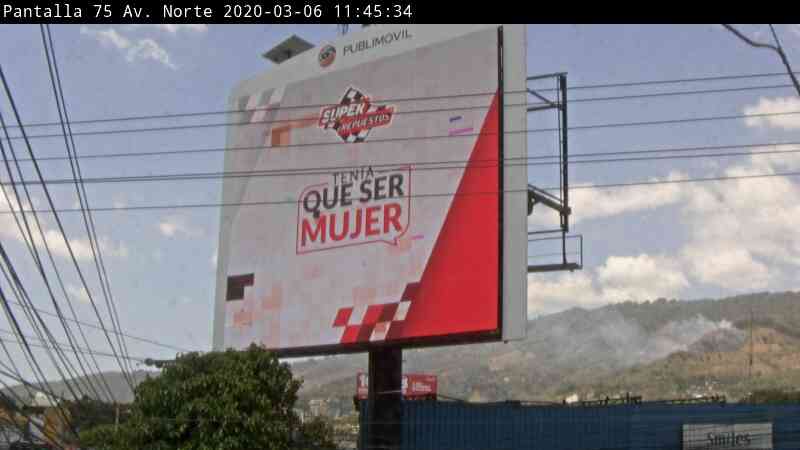 Pantalla 75 Av. Norte 2020-03-06 11:45:34
PUBLIMOVIL
SUPER
REPUESTOS
TENÍA
QUE SER
MUJER
Smiles